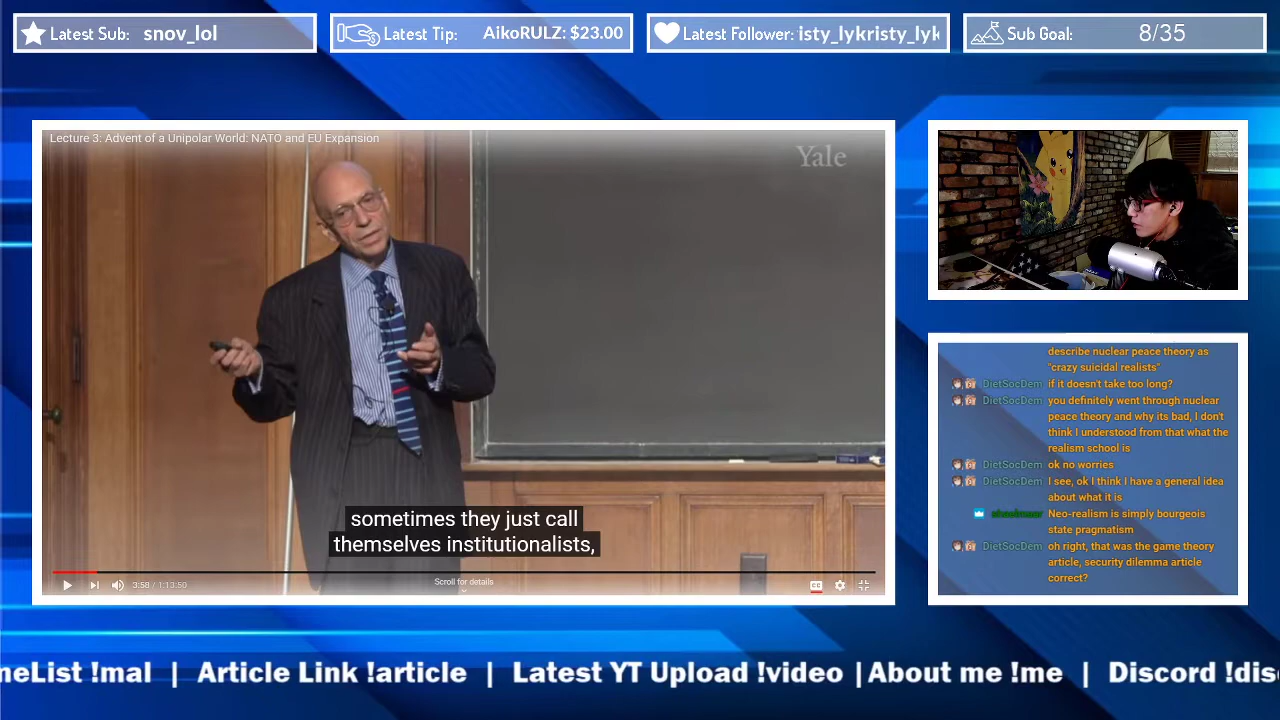 Latest Sub: snov_lol
Latest Tip: AikoRULZ: $23.00
Latest Follower: isty_lykristy_lyk
Sub Goal: 8/35
Lecture 3: Advent of a Unipolar World: NATO and EU Expansion
Yale
sometimes they just call
themselves institutionalists,
3:58 / 1:13:50
Scroll for details
describe nuclear peace theory as
"crazy suicidal realists"
DietSocDem if it doesn't take too long?
DietSocDem you definitely went through nuclear
peace theory and why its bad, I don't
think I understood from that what the
realism school is
DietSocDem ok no worries
DietSocDem I see, ok I think I have a general idea
about what it is
Neo-realism is simply bourgeois
state pragmatism
DietSocDem oh right, that was the game theory
article, security dilemma article
correct?
meList !mal | Article Link !article | Latest YT Upload !video | About me !me | Discord !dis